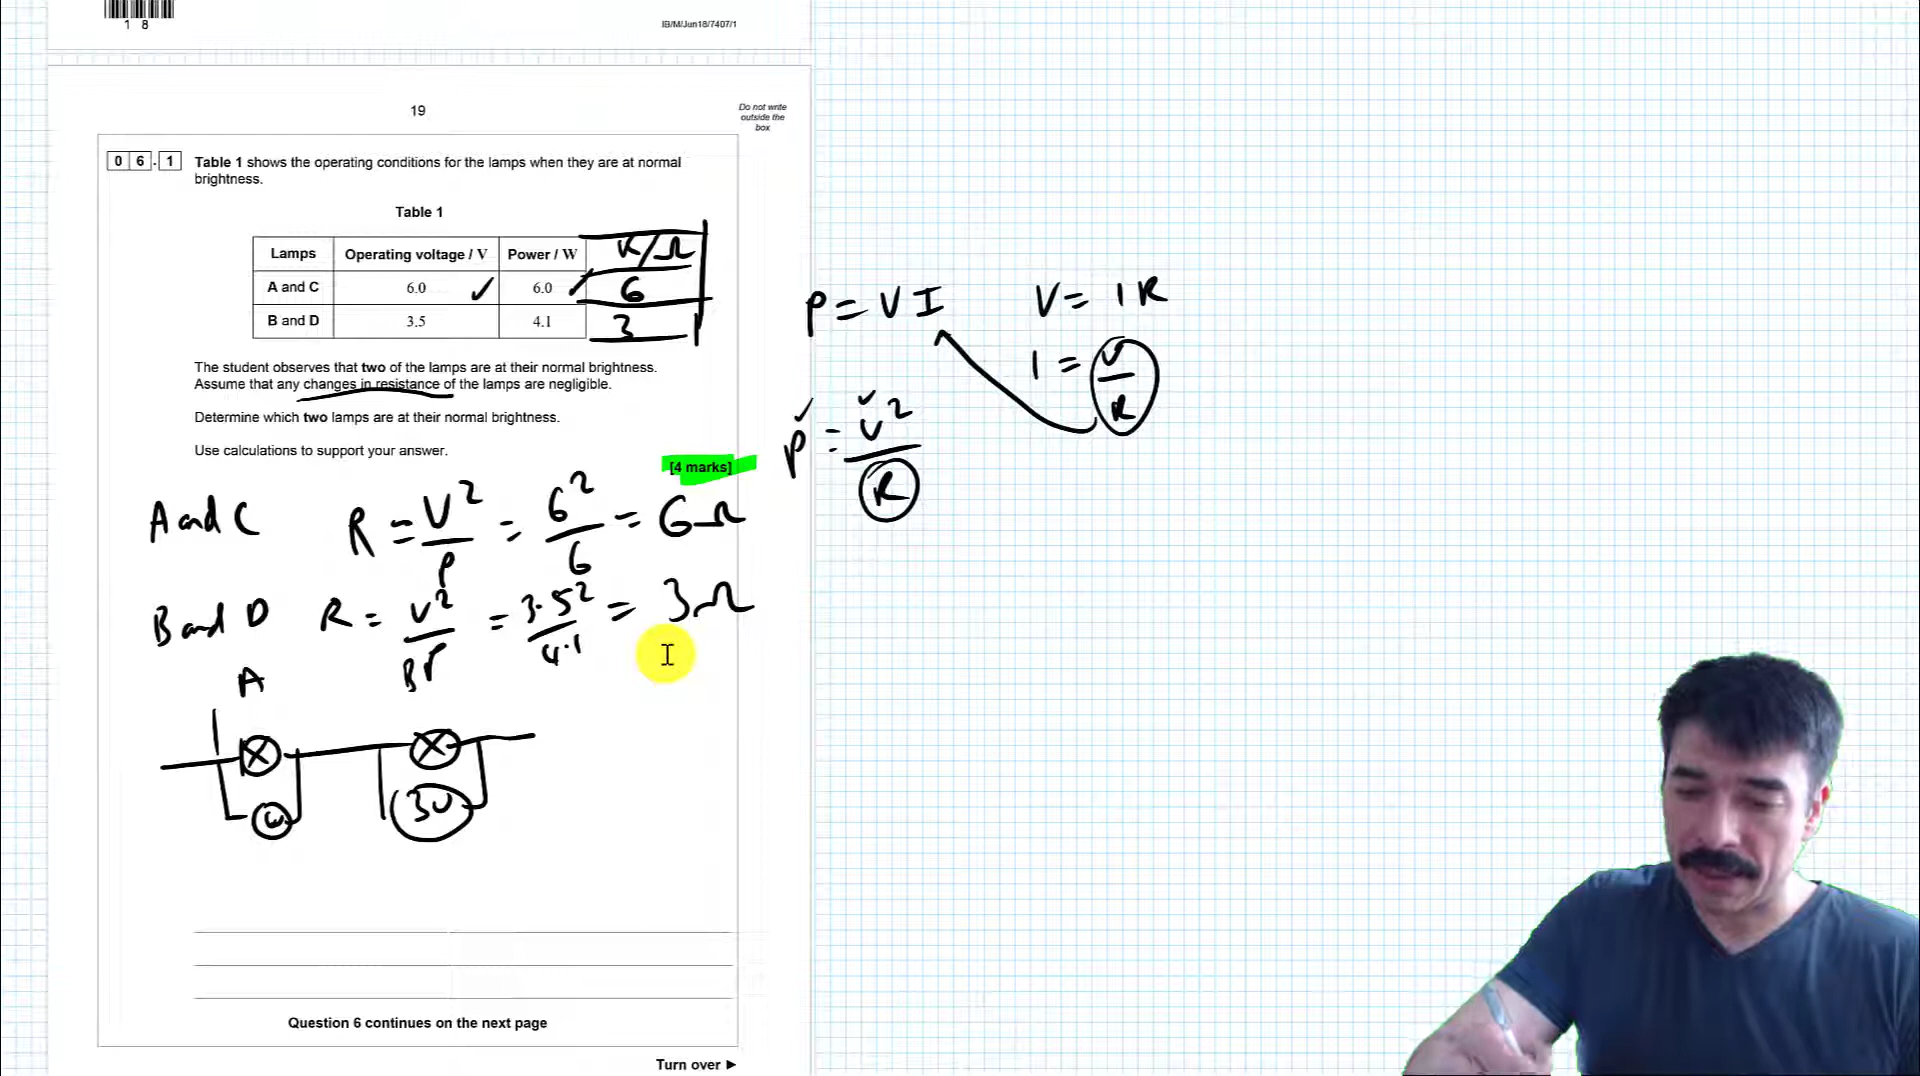 1 8
IB/M/Jun18/7407/1
19
Do not write
outside the
box
0 6 . 1
Table 1 shows the operating conditions for the lamps when they are at normal
brightness.
Table 1
Lamps Operating voltage / V Power / W R/Ω
A and C 6.0 ✓ 6.0 ✓ 6
B and D 3.5 4.1 3
The student observes that two of the lamps are at their normal brightness.
Assume that any changes in resistance of the lamps are negligible.
Determine which two lamps are at their normal brightness.
Use calculations to support your answer.
[4 marks]
A and C R = V² / P = 6² / 6 = 6Ω
B and D R = V² / P = 3.5² / 4.1 = 3Ω
A
3V
Question 6 continues on the next page
Turn over ►
P = VI V = IR
I = V / R
P = V² / R